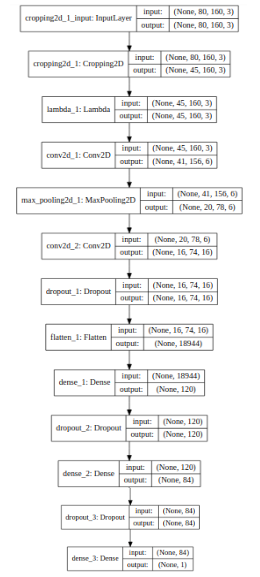 cropping2d_1_input: InputLayer input: (None, 80, 160, 3)
output: (None, 80, 160, 3)
cropping2d_1: Cropping2D input: (None, 80, 160, 3)
output: (None, 45, 160, 3)
lambda_1: Lambda input: (None, 45, 160, 3)
output: (None, 45, 160, 3)
conv2d_1: Conv2D input: (None, 45, 160, 3)
output: (None, 41, 156, 6)
max_pooling2d_1: MaxPooling2D input: (None, 41, 156, 6)
output: (None, 20, 78, 6)
conv2d_2: Conv2D input: (None, 20, 78, 6)
output: (None, 16, 74, 16)
dropout_1: Dropout input: (None, 16, 74, 16)
output: (None, 16, 74, 16)
flatten_1: Flatten input: (None, 16, 74, 16)
output: (None, 18944)
dense_1: Dense input: (None, 18944)
output: (None, 120)
dropout_2: Dropout input: (None, 120)
output: (None, 120)
dense_2: Dense input: (None, 120)
output: (None, 84)
dropout_3: Dropout input: (None, 84)
output: (None, 84)
dense_3: Dense input: (None, 84)
output: (None, 1)